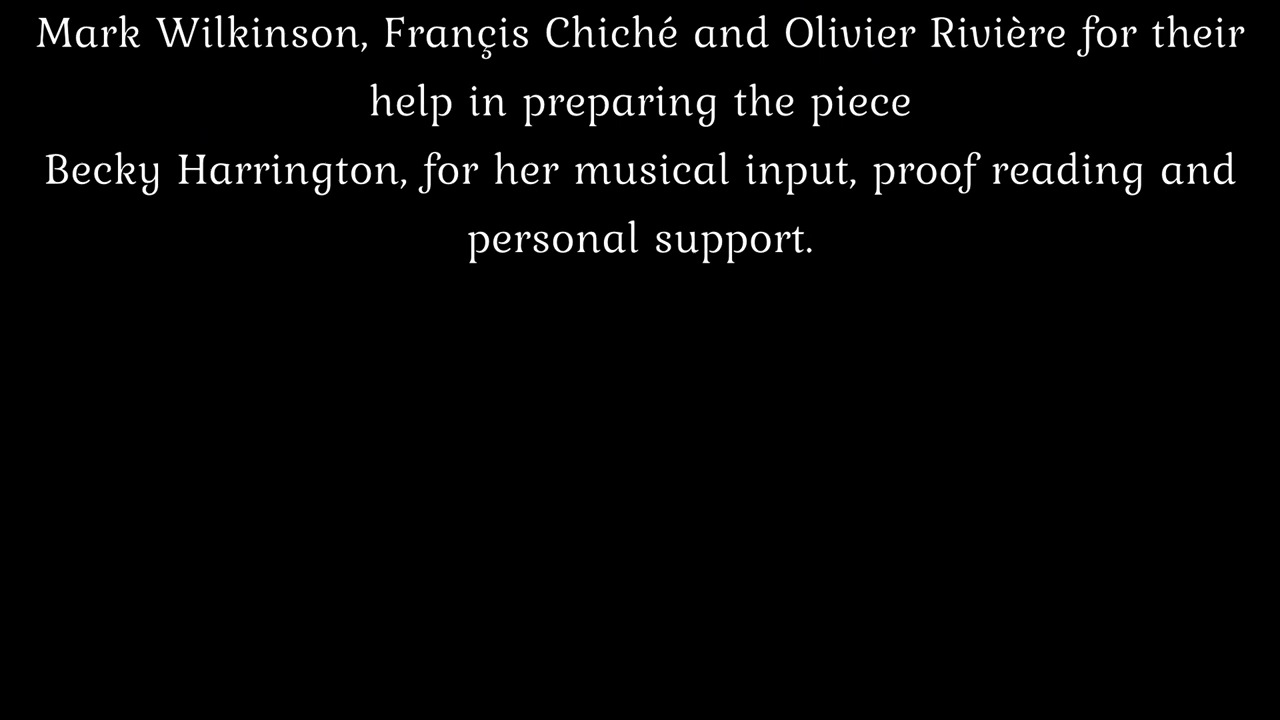 Mark Wilkinson, Françis Chiché and Olivier Rivière for their
help in preparing the piece
Becky Harrington, for her musical input, proof reading and
personal support.